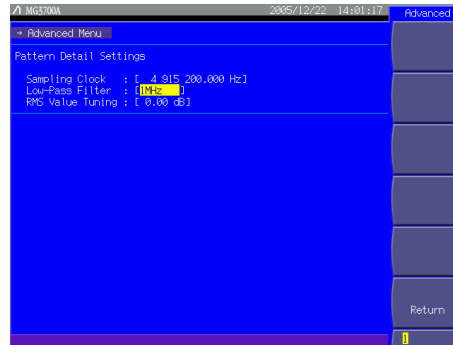 MG3700A 2005/12/22 14:01:17 Advanced
→ Advanced Menu
Pattern Detail Settings
Sampling Clock : [ 4 915 200.000 Hz]
Low-Pass Filter : [1MHz ]
RMS Value Tuning : [ 0.00 dB]
Return
1